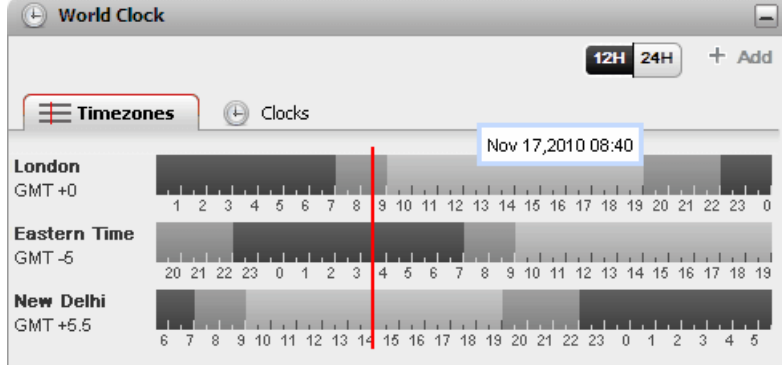 World Clock
12H 24H + Add
Timezones Clocks
Nov 17,2010 08:40
London
GMT +0
1 2 3 4 5 6 7 8 9 10 11 12 13 14 15 16 17 18 19 20 21 22 23 0
Eastern Time
GMT -5
20 21 22 23 0 1 2 3 4 5 6 7 8 9 10 11 12 13 14 15 16 17 18 19
New Delhi
GMT +5.5
6 7 8 9 10 11 12 13 14 15 16 17 18 19 20 21 22 23 0 1 2 3 4 5